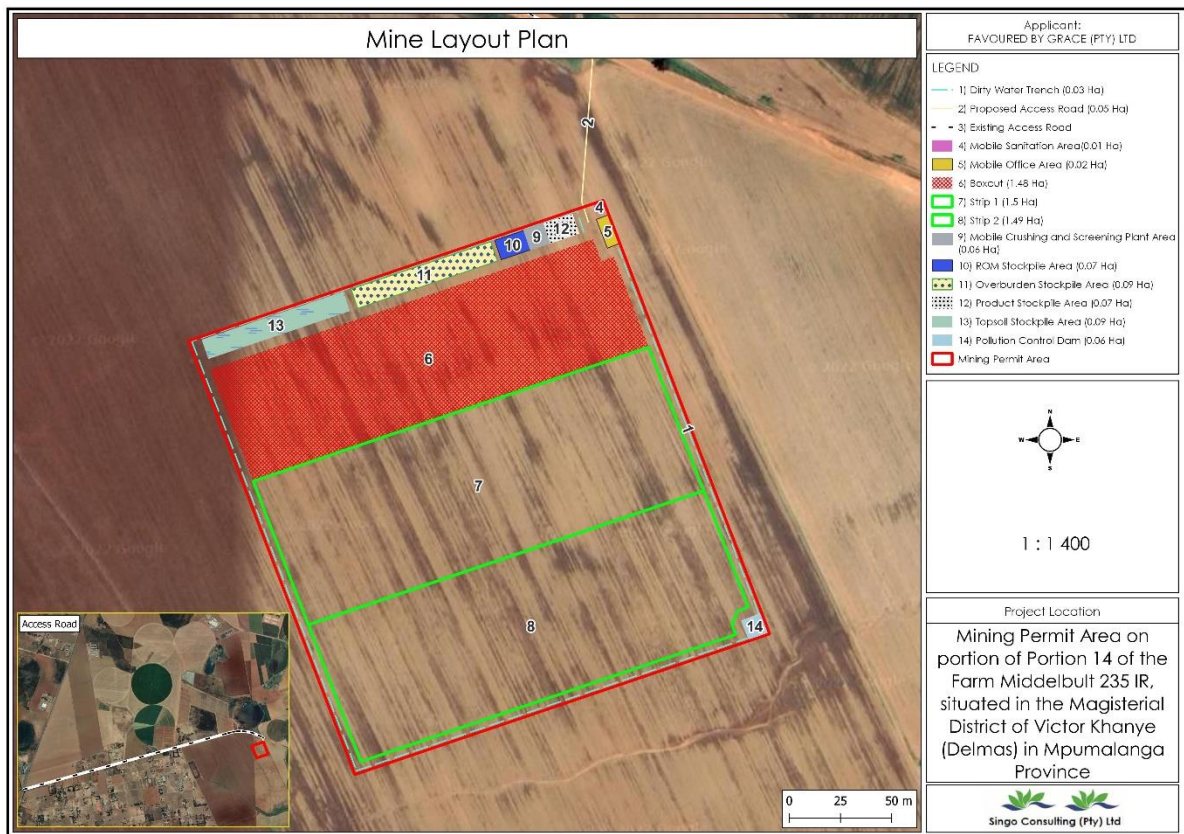 Mine Layout Plan
2
4
5
12
9
10
11
13
6
1
7
8
14
© 2022 Google
2022 Google
2022 Google
2022 Google
Access Road
0 25 50 m
Applicant:
FAVOURED BY GRACE (PTY) LTD
LEGEND
1) Dirty Water Trench (0.03 Ha)
2) Proposed Access Road (0.05 Ha)
3) Existing Access Road
4) Mobile Sanitation Area(0.01 Ha)
5) Mobile Office Area (0.02 Ha)
6) Boxcut (1.48 Ha)
7) Strip 1 (1.5 Ha)
8) Strip 2 (1.49 Ha)
9) Mobile Crushing and Screening Plant Area
(0.06 Ha)
10) ROM Stockpile Area (0.07 Ha)
11) Overburden Stockpile Area (0.09 Ha)
12) Product Stockpile Area (0.07 Ha)
13) Topsoil Stockpile Area (0.09 Ha)
14) Pollution Control Dam (0.06 Ha)
Mining Permit Area
N
W E
S
1 : 1 400
Project Location
Mining Permit Area on
portion of Portion 14 of the
Farm Middelbult 235 IR,
situated in the Magisterial
District of Victor Khanye
(Delmas) in Mpumalanga
Province
Singo Consulting (Pty) Ltd